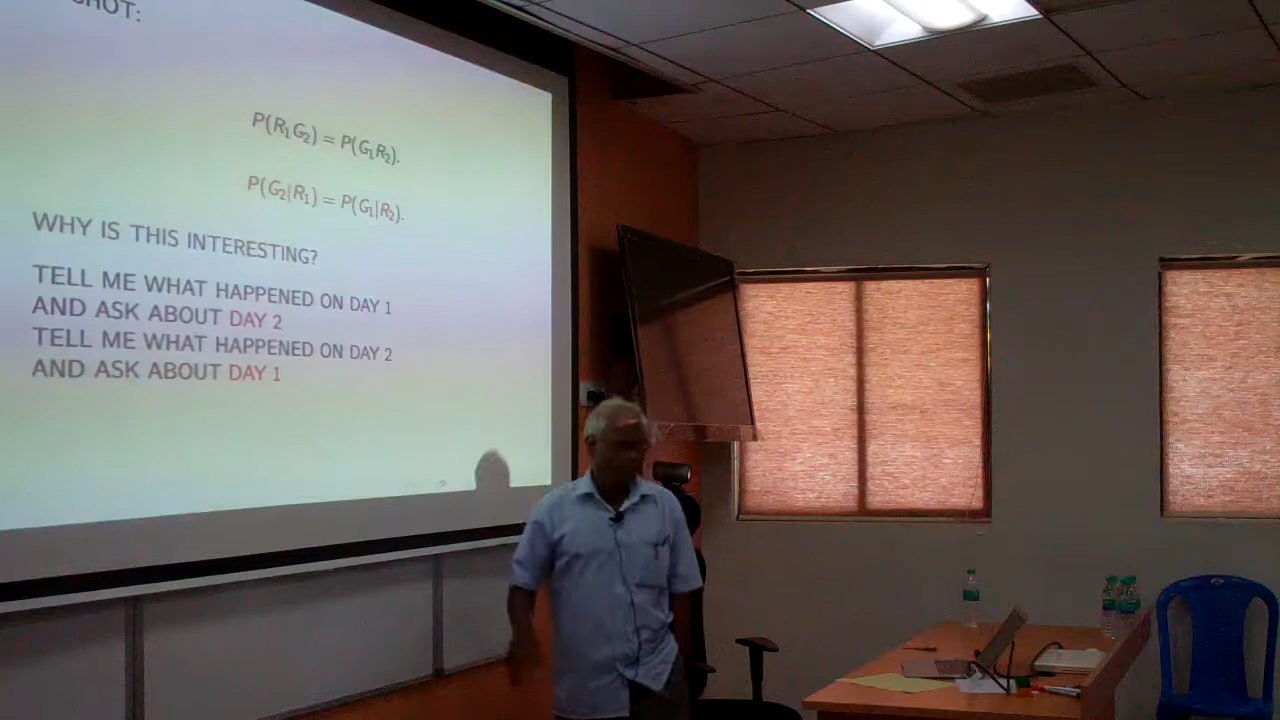 SHOT:
P(R₁G₂) = P(G₁R₂).
P(G₂|R₁) = P(G₁|R₂).
WHY IS THIS INTERESTING?
TELL ME WHAT HAPPENED ON DAY 1
AND ASK ABOUT DAY 2
TELL ME WHAT HAPPENED ON DAY 2
AND ASK ABOUT DAY 1